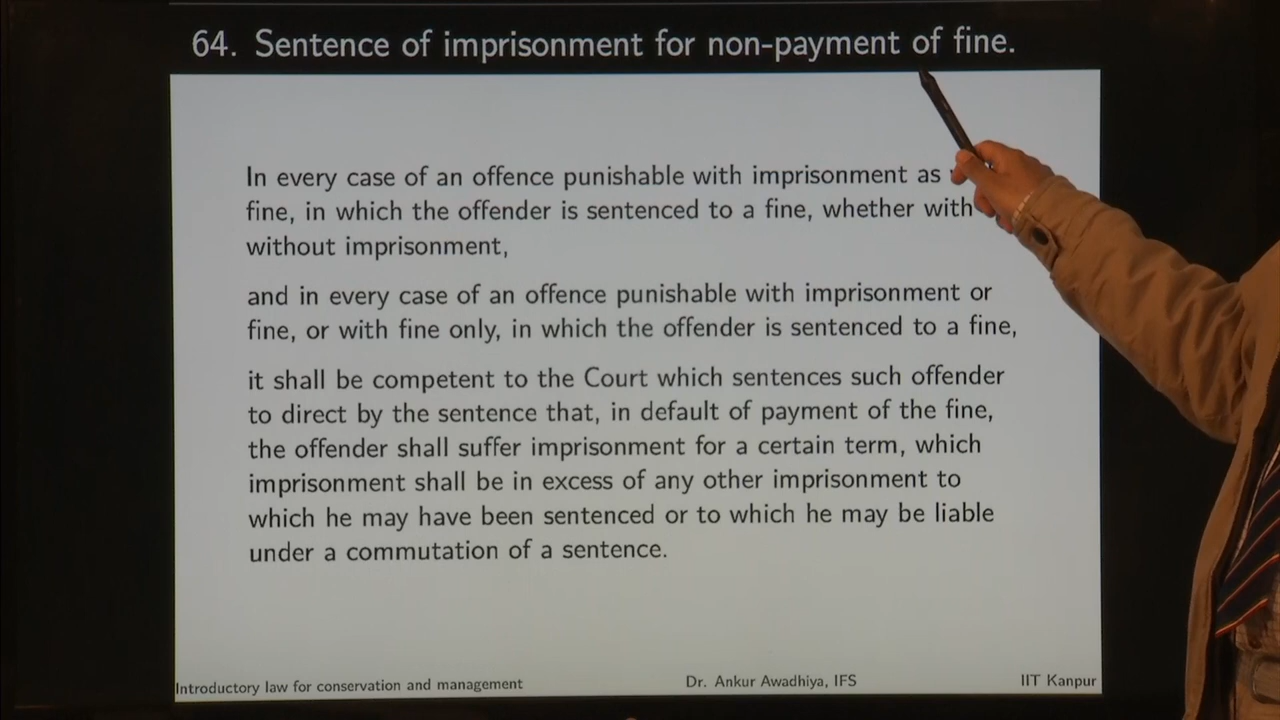 64. Sentence of imprisonment for non-payment of fine.
In every case of an offence punishable with imprisonment as
fine, in which the offender is sentenced to a fine, whether with
without imprisonment,
and in every case of an offence punishable with imprisonment or
fine, or with fine only, in which the offender is sentenced to a fine,
it shall be competent to the Court which sentences such offender
to direct by the sentence that, in default of payment of the fine,
the offender shall suffer imprisonment for a certain term, which
imprisonment shall be in excess of any other imprisonment to
which he may have been sentenced or to which he may be liable
under a commutation of a sentence.
Introductory law for conservation and management Dr. Ankur Awadhiya, IFS IIT Kanpur